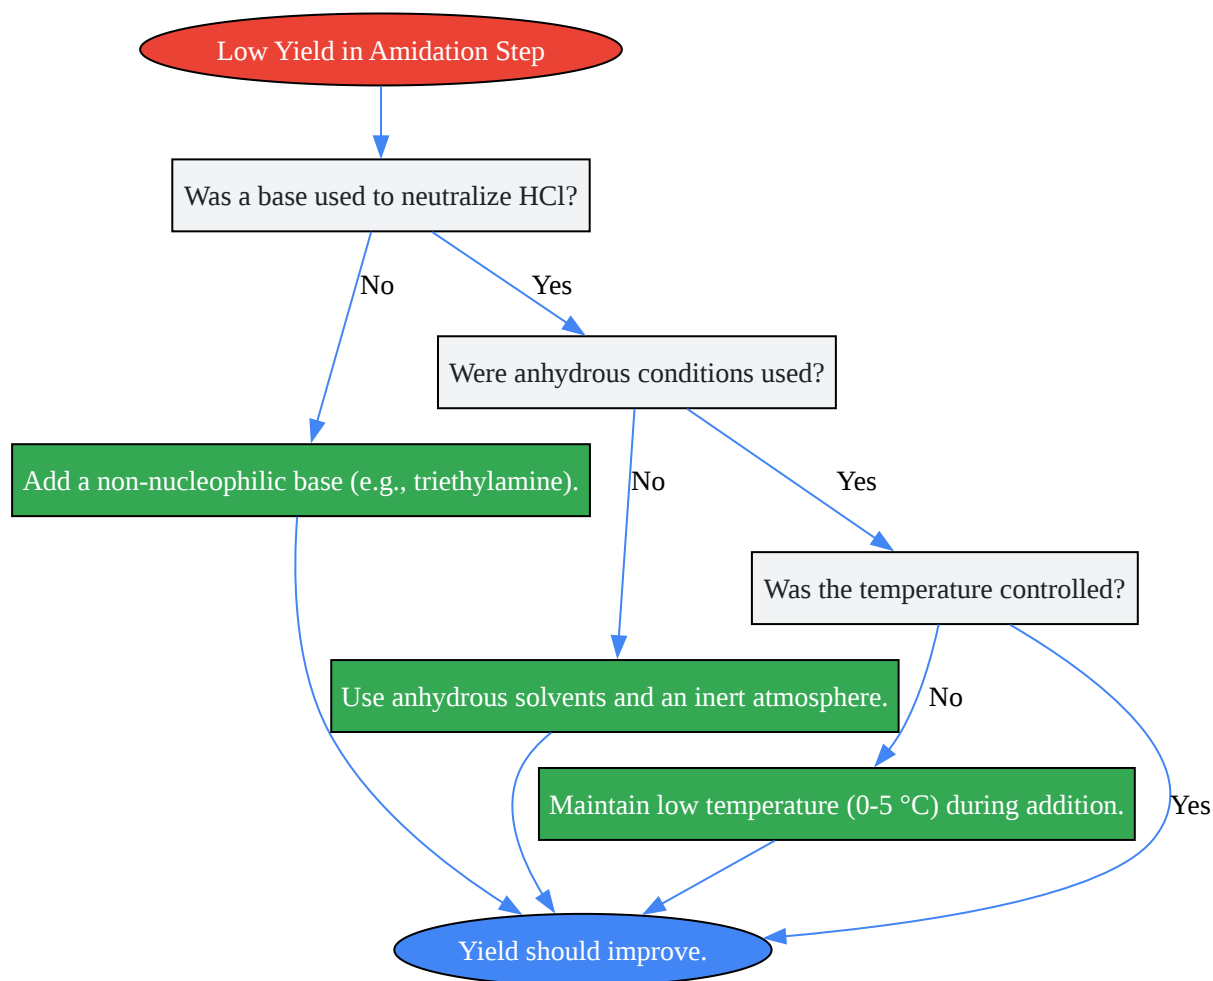 Low Yield in Amidation Step
Was a base used to neutralize HCl?
No
Yes
Were anhydrous conditions used?
Add a non-nucleophilic base (e.g., triethylamine).
No
Yes
Was the temperature controlled?
Use anhydrous solvents and an inert atmosphere.
No
Maintain low temperature (0-5 °C) during addition.
Yes
Yield should improve.